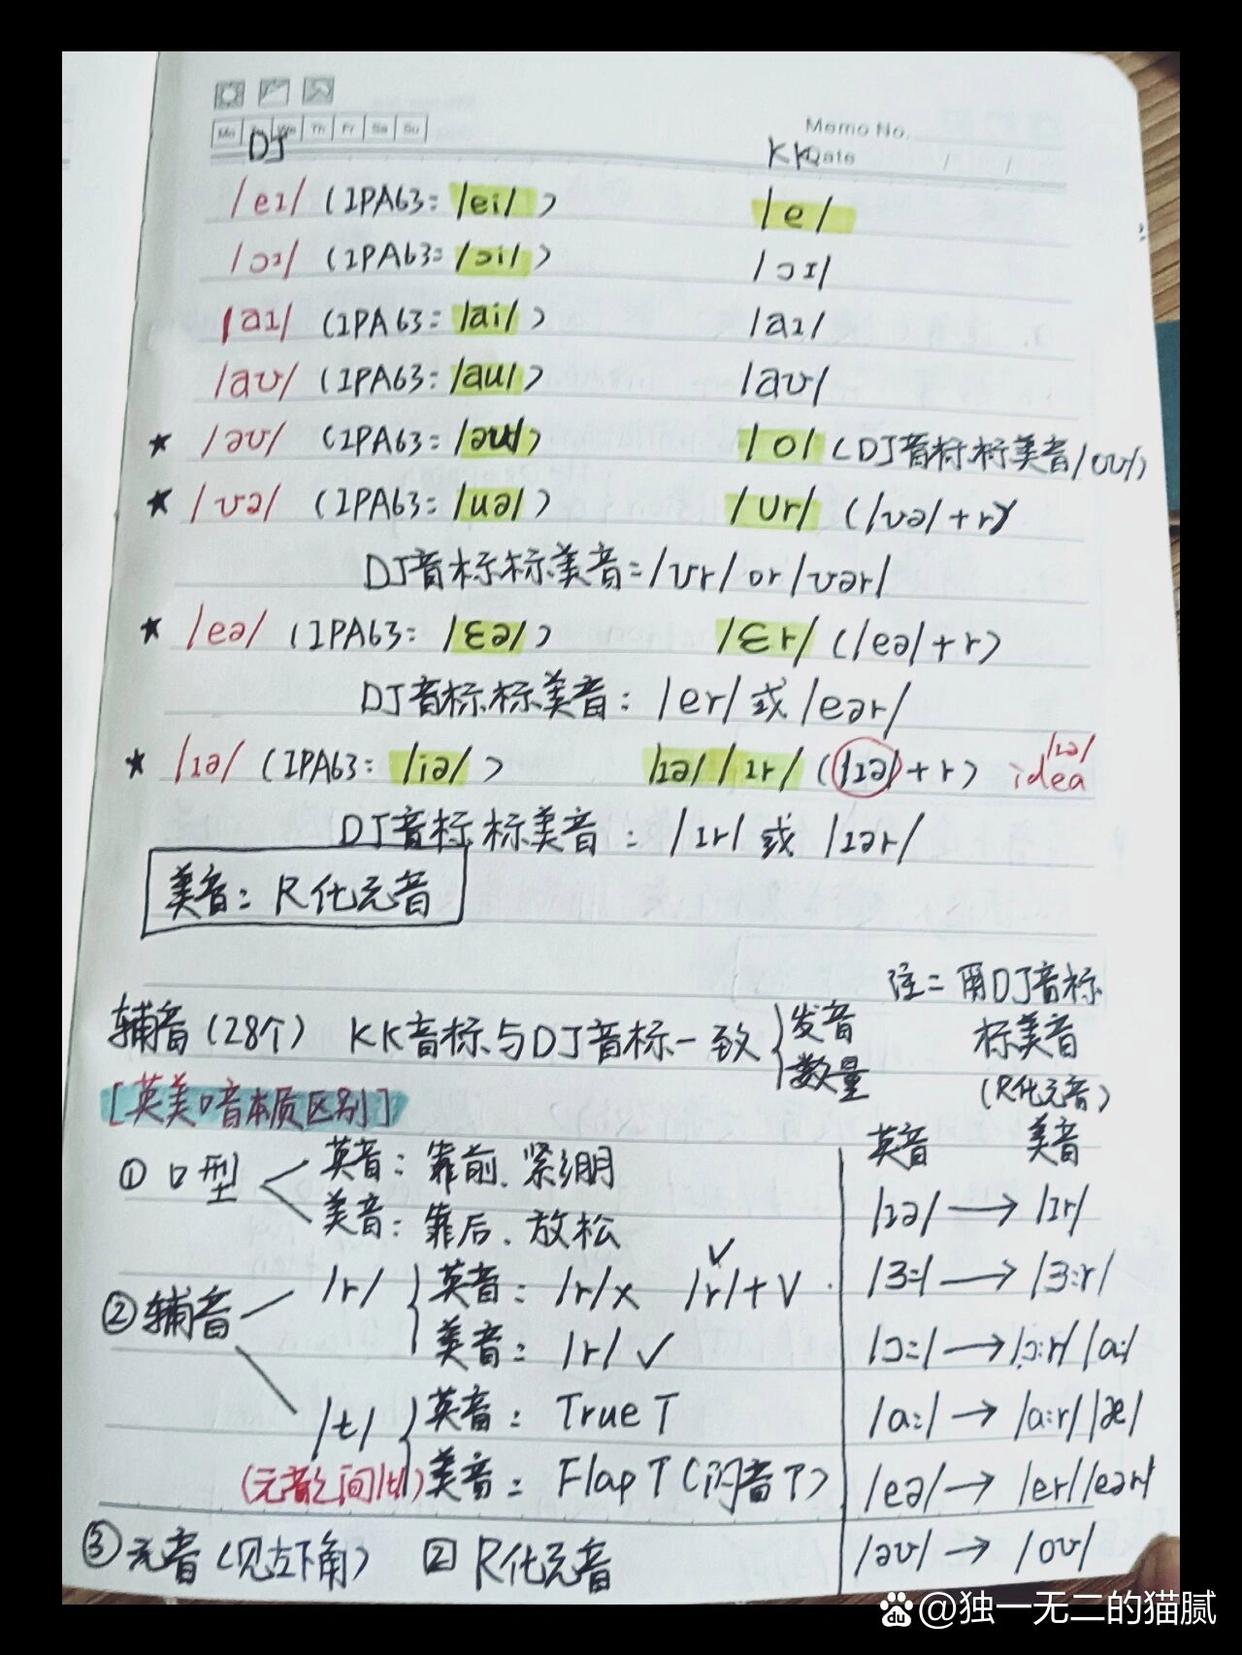 Mo We Th Fr Sa Su
Memo No.
Date / /
DJ KK
/eɪ/ (IPA63: /ei/) /e/
/ɔɪ/ (IPA63: /ɔi/) /ɔɪ/
/aɪ/ (IPA63: /ai/) /aɪ/
/aʊ/ (IPA63: /au/) /aʊ/
★ /əʊ/ (IPA63: /əu/) /o/ (DJ音标标美音/oʊ/)
★ /ʊə/ (IPA63: /uə/) /ʊr/ (/ʊə/+r)
DJ音标标美音=/ʊr/ or /ʊər/
★ /eə/ (IPA63: /ɛə/) /ɛr/ (/eə/+r)
DJ音标标美音: /er/ 或 /eər/
★ /ɪə/ (IPA63: /iə/) /ɪə/ /ɪr/ (/ɪə/+r) idea /ɪə/
DJ音标标美音: /ɪr/ 或 /ɪər/
美音: R化元音
注= 用DJ音标
标美音
(R化元音)
辅音(28个) KK音标与DJ音标一致 { 发音
数量
[英美口音本质区别]
① 口型 英音: 靠前、紧绷
美音: 靠后、放松
② 辅音 /r/ { 英音: /r/× /r/+V ✓
美音: /r/ ✓
/t/ { 英音: True T
(元音之间/t/) 美音: Flap T (闪音T)
③ 元音 (见左下角) ② R化元音
英音 美音
/ɪə/ → /ɪr/
/ɜ:/ → /ɜ:r/
/ɔ:/ → /ɔ:r/ /a:/
/a:/ → /a:r/ /æ/
/eə/ → /er/ /eər/
/əʊ/ → /oʊ/
du @独一无二的猫腻